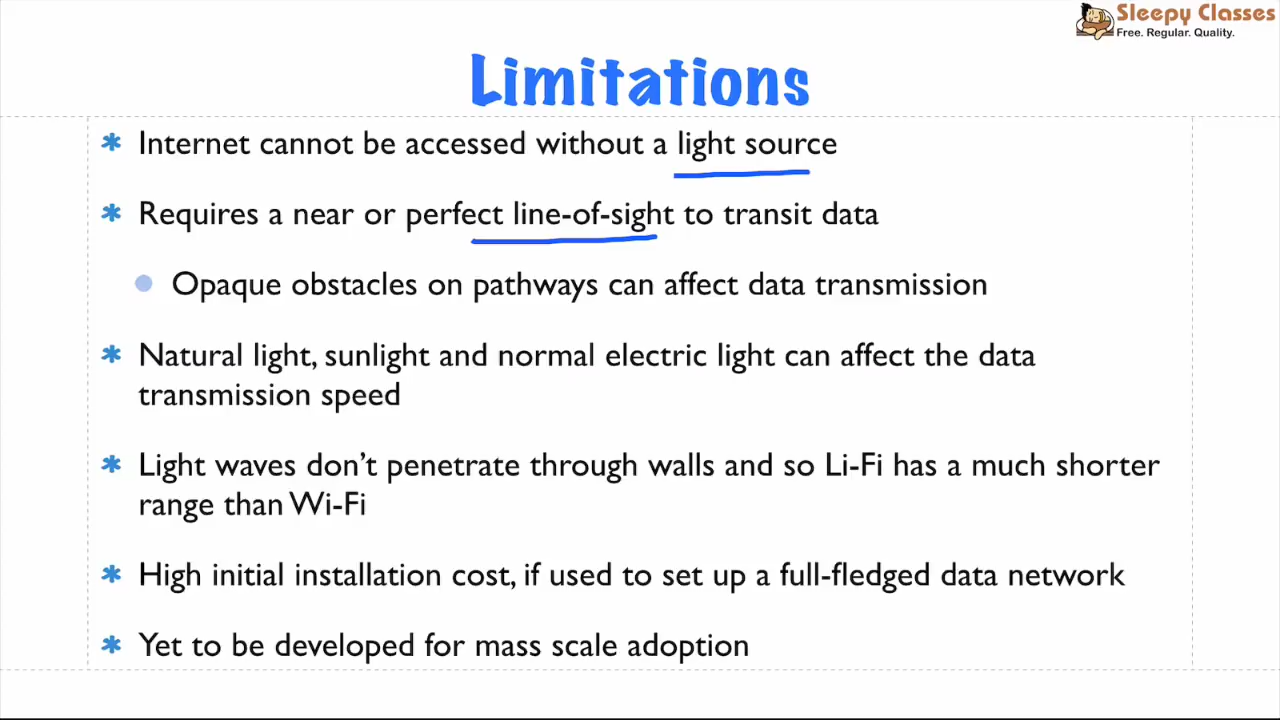 Sleepy Classes
Free. Regular. Quality.
Limitations
Internet cannot be accessed without a light source
Requires a near or perfect line-of-sight to transit data
Opaque obstacles on pathways can affect data transmission
Natural light, sunlight and normal electric light can affect the data
transmission speed
Light waves don't penetrate through walls and so Li-Fi has a much shorter
range than Wi-Fi
High initial installation cost, if used to set up a full-fledged data network
Yet to be developed for mass scale adoption